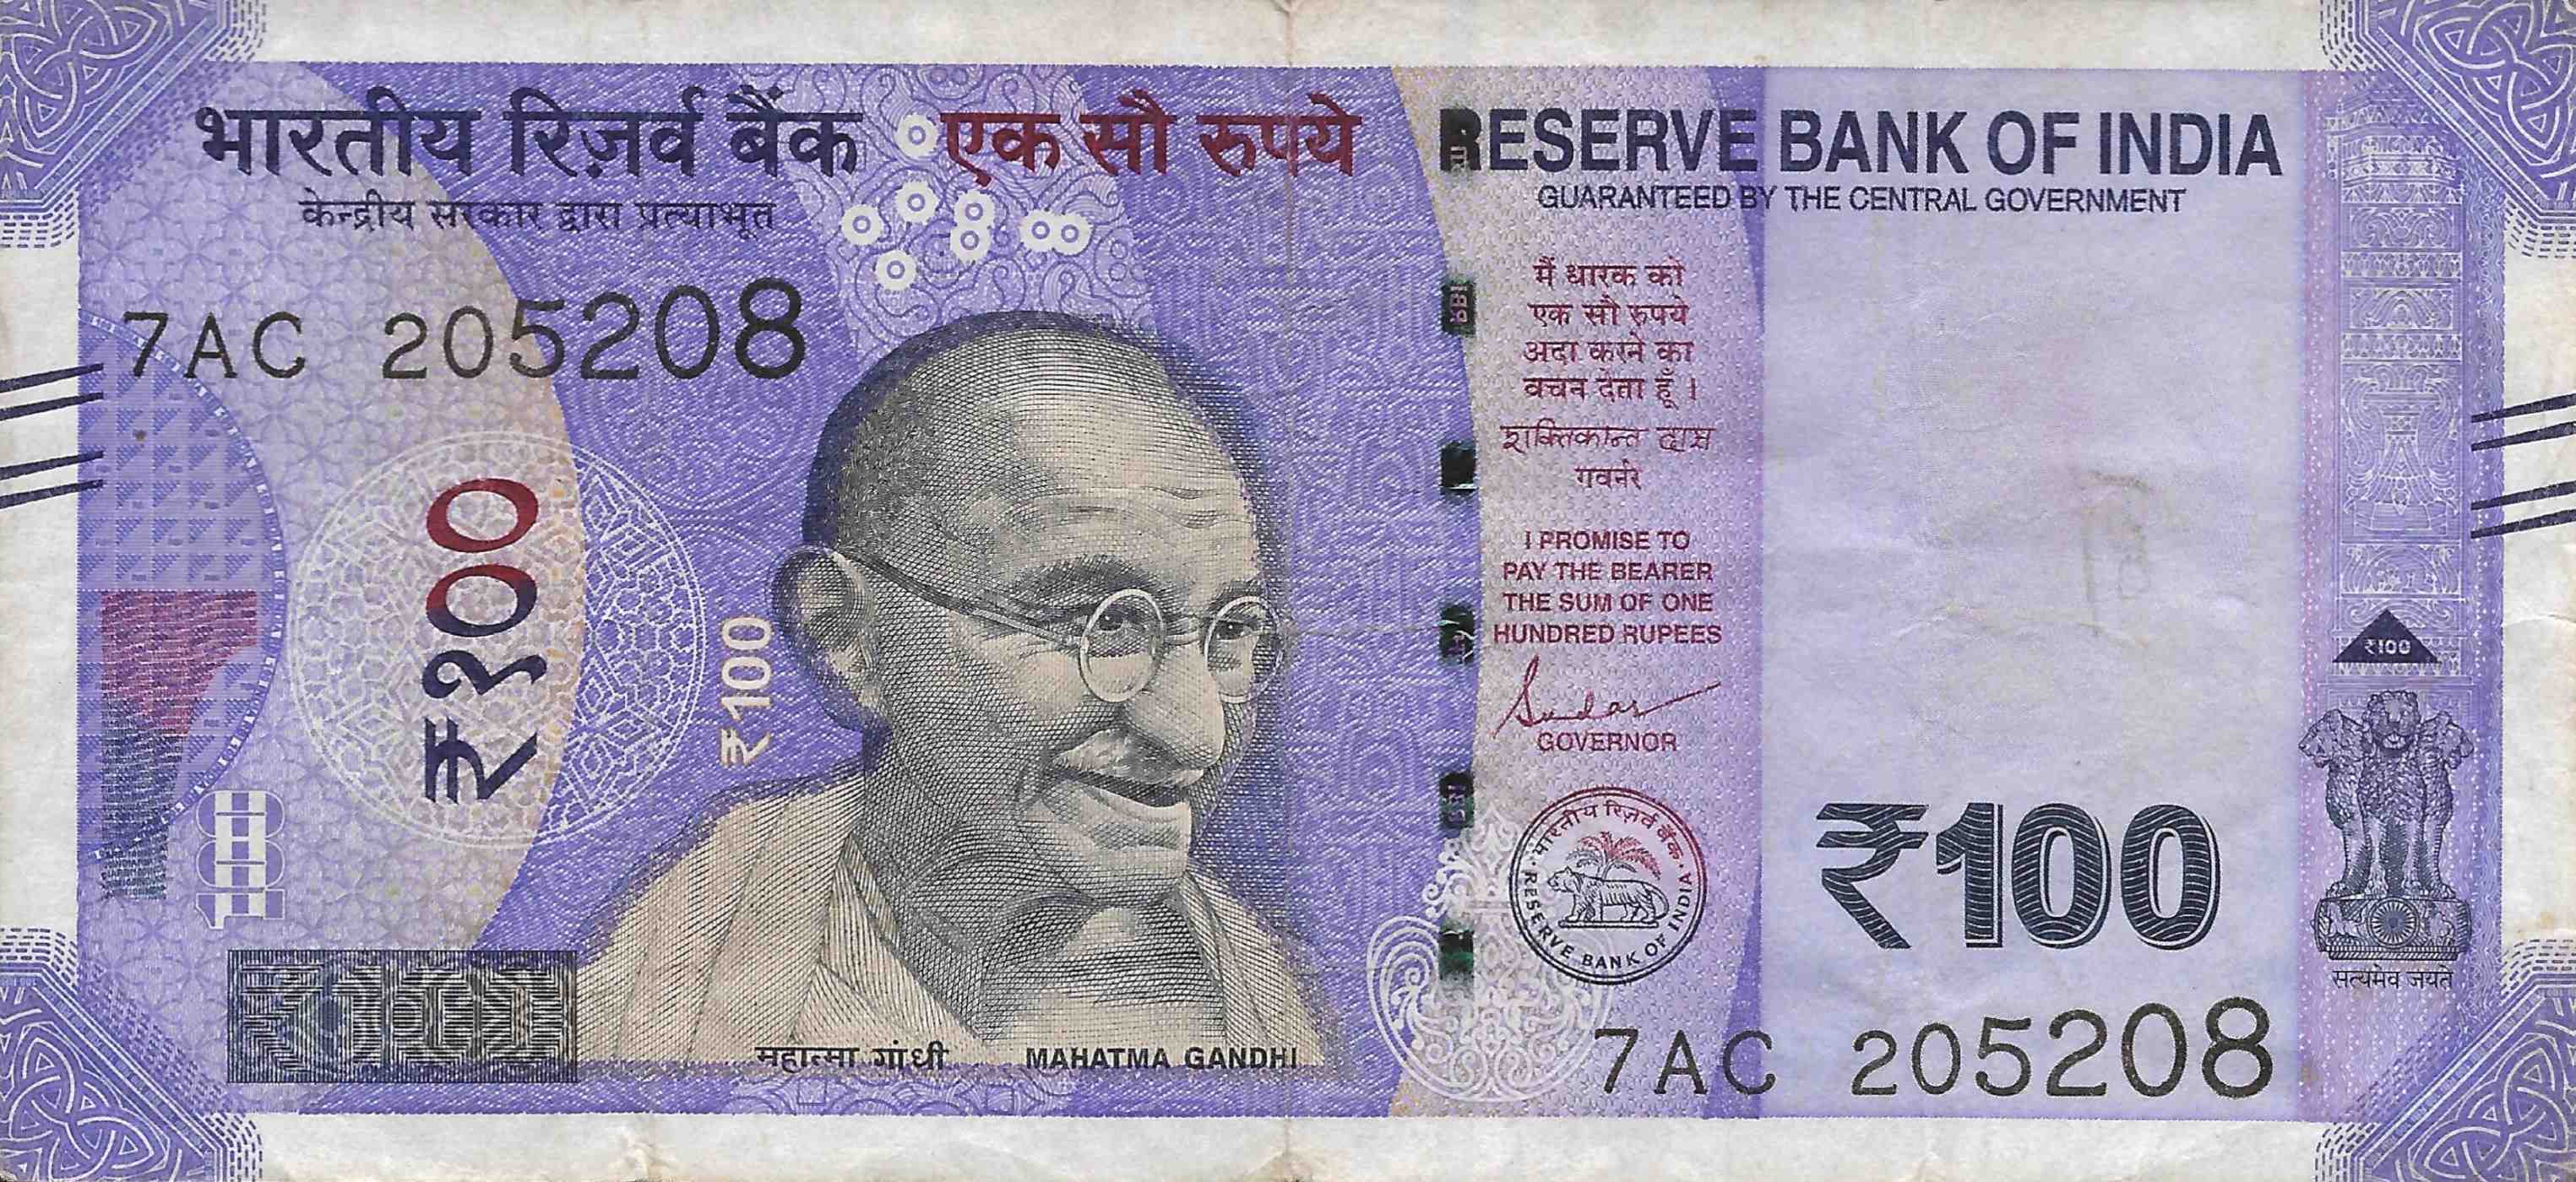 भारतीय रिज़र्व बैंक एक सौ रुपये
केन्द्रीय सरकार द्वारा प्रत्याभूत
7AC 205208
₹१००
₹100
महात्मा गांधी MAHATMA GANDHI
RESERVE BANK OF INDIA
GUARANTEED BY THE CENTRAL GOVERNMENT
मैं धारक को
एक सौ रुपये
अदा करने का
वचन देता हूँ ।
शक्तिकान्त दास
गवर्नर
I PROMISE TO
PAY THE BEARER
THE SUM OF ONE
HUNDRED RUPEES
GOVERNOR
भारतीय रिज़र्व बैंक
RESERVE BANK OF INDIA
₹100
₹100
सत्यमेव जयते
7AC 205208